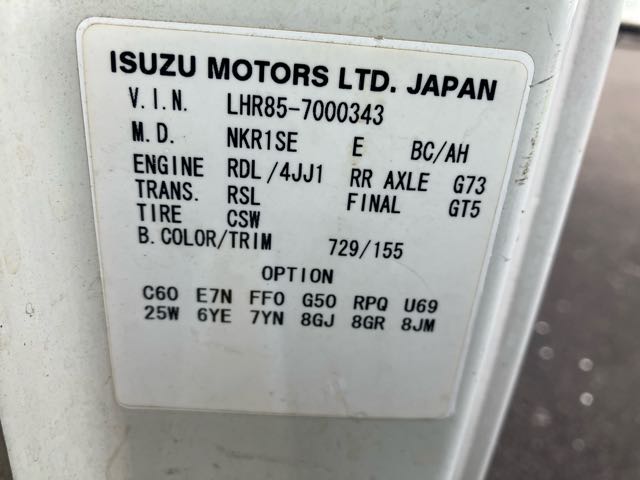 ISUZU MOTORS LTD. JAPAN
V.I.N. LHR85-7000343
M.D. NKR1SE E BC/AH
ENGINE RDL/4JJ1 RR AXLE G73
TRANS. RSL FINAL GT5
TIRE CSW
B.COLOR/TRIM 729/155
OPTION
C60 E7N FF0 G50 RPQ U69
25W 6YE 7YN 8GJ 8GR 8JM